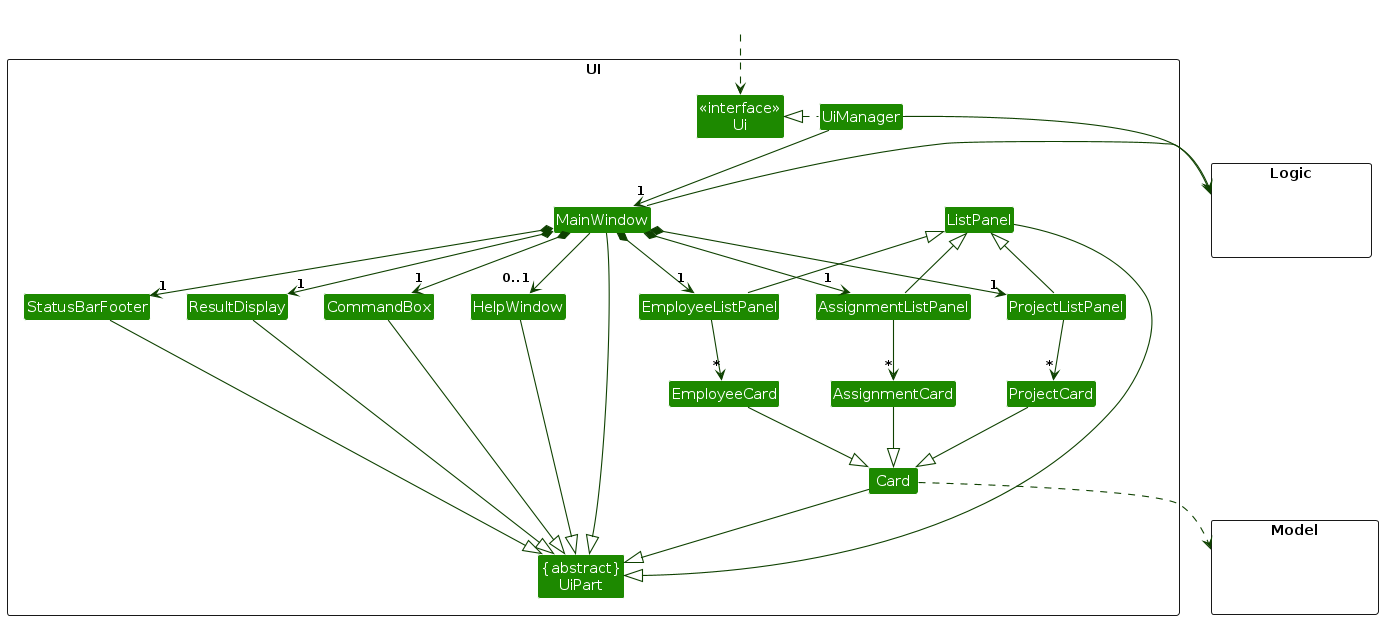 UI
«interface»
Ui
UiManager
Logic
1
MainWindow
ListPanel
1
1
1
0..1
1
1
1
StatusBarFooter
ResultDisplay
CommandBox
HelpWindow
EmployeeListPanel
AssignmentListPanel
ProjectListPanel
*
*
*
EmployeeCard
AssignmentCard
ProjectCard
Card
Model
{abstract}
UiPart